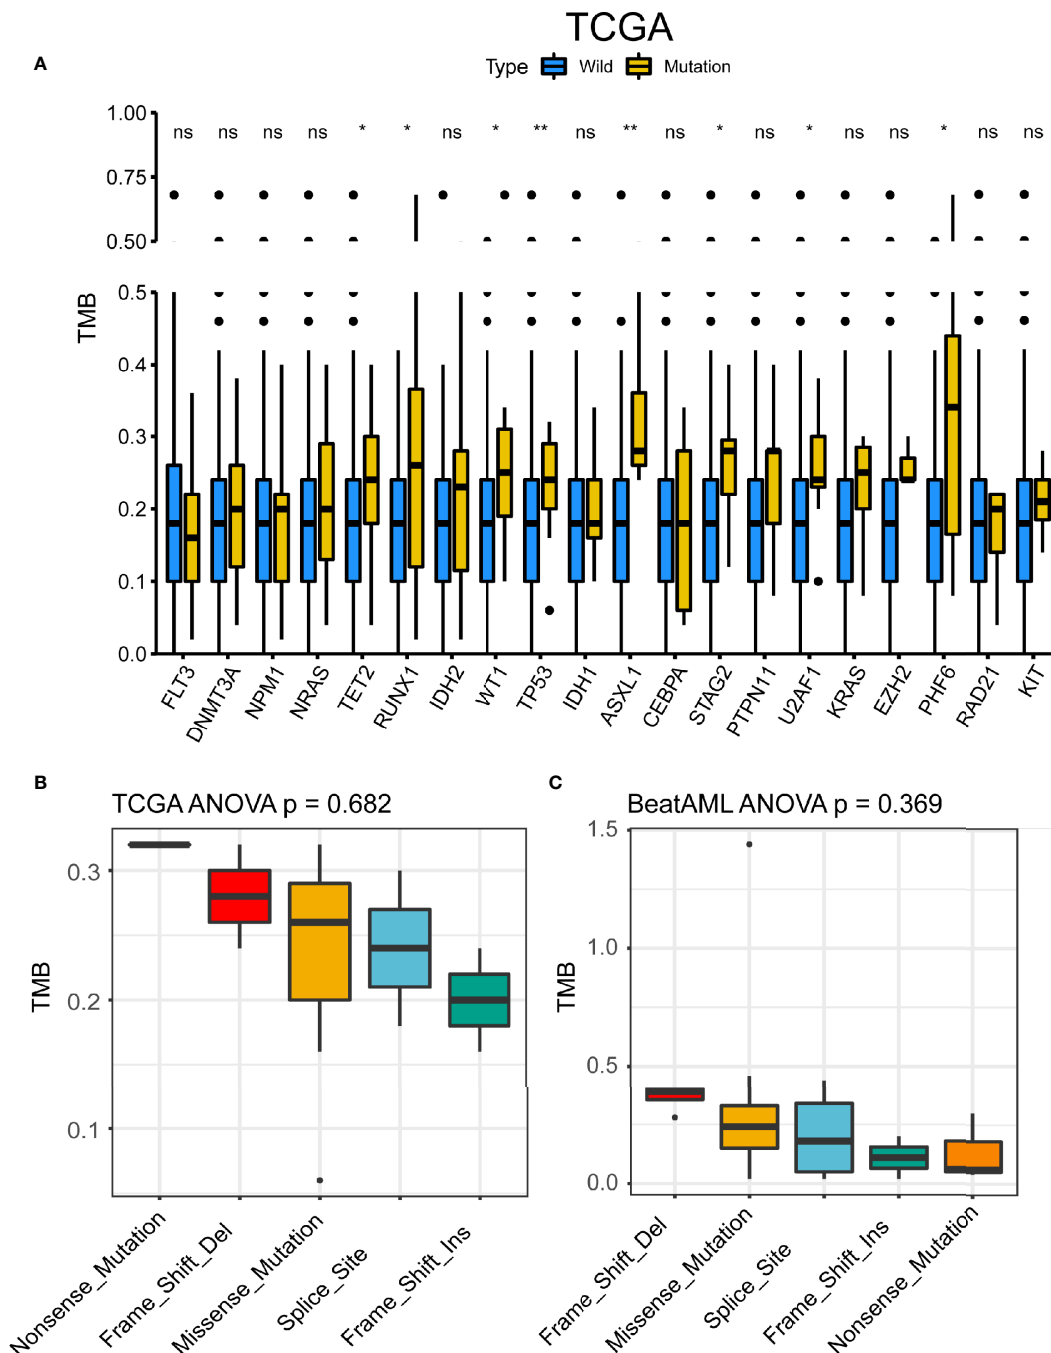 TCGA
A
Type Wild Mutation
1.00
0.75
0.50
ns ns ns ns * * ns * ** ns ** ns * ns * ns ns * ns ns
TMB
0.5
0.4
0.3
0.2
0.1
0.0
FLT3 DNMT3A NPM1 NRAS TET2 RUNX1 IDH2 WT1 TP53 IDH1 ASXL1 CEBPA STAG2 PTPN11 U2AF1 KRAS EZH2 PHF6 RAD21 KIT
B
TCGA ANOVA p = 0.682
TMB
0.3
0.2
0.1
Nonsense_Mutation Frame_Shift_Del Missense_Mutation Splice_Site Frame_Shift_Ins
C
BeatAML ANOVA p = 0.369
TMB
1.5
1.0
0.5
0.0
Frame_Shift_Del Missense_Mutation Splice_Site Frame_Shift_Ins Nonsense_Mutation